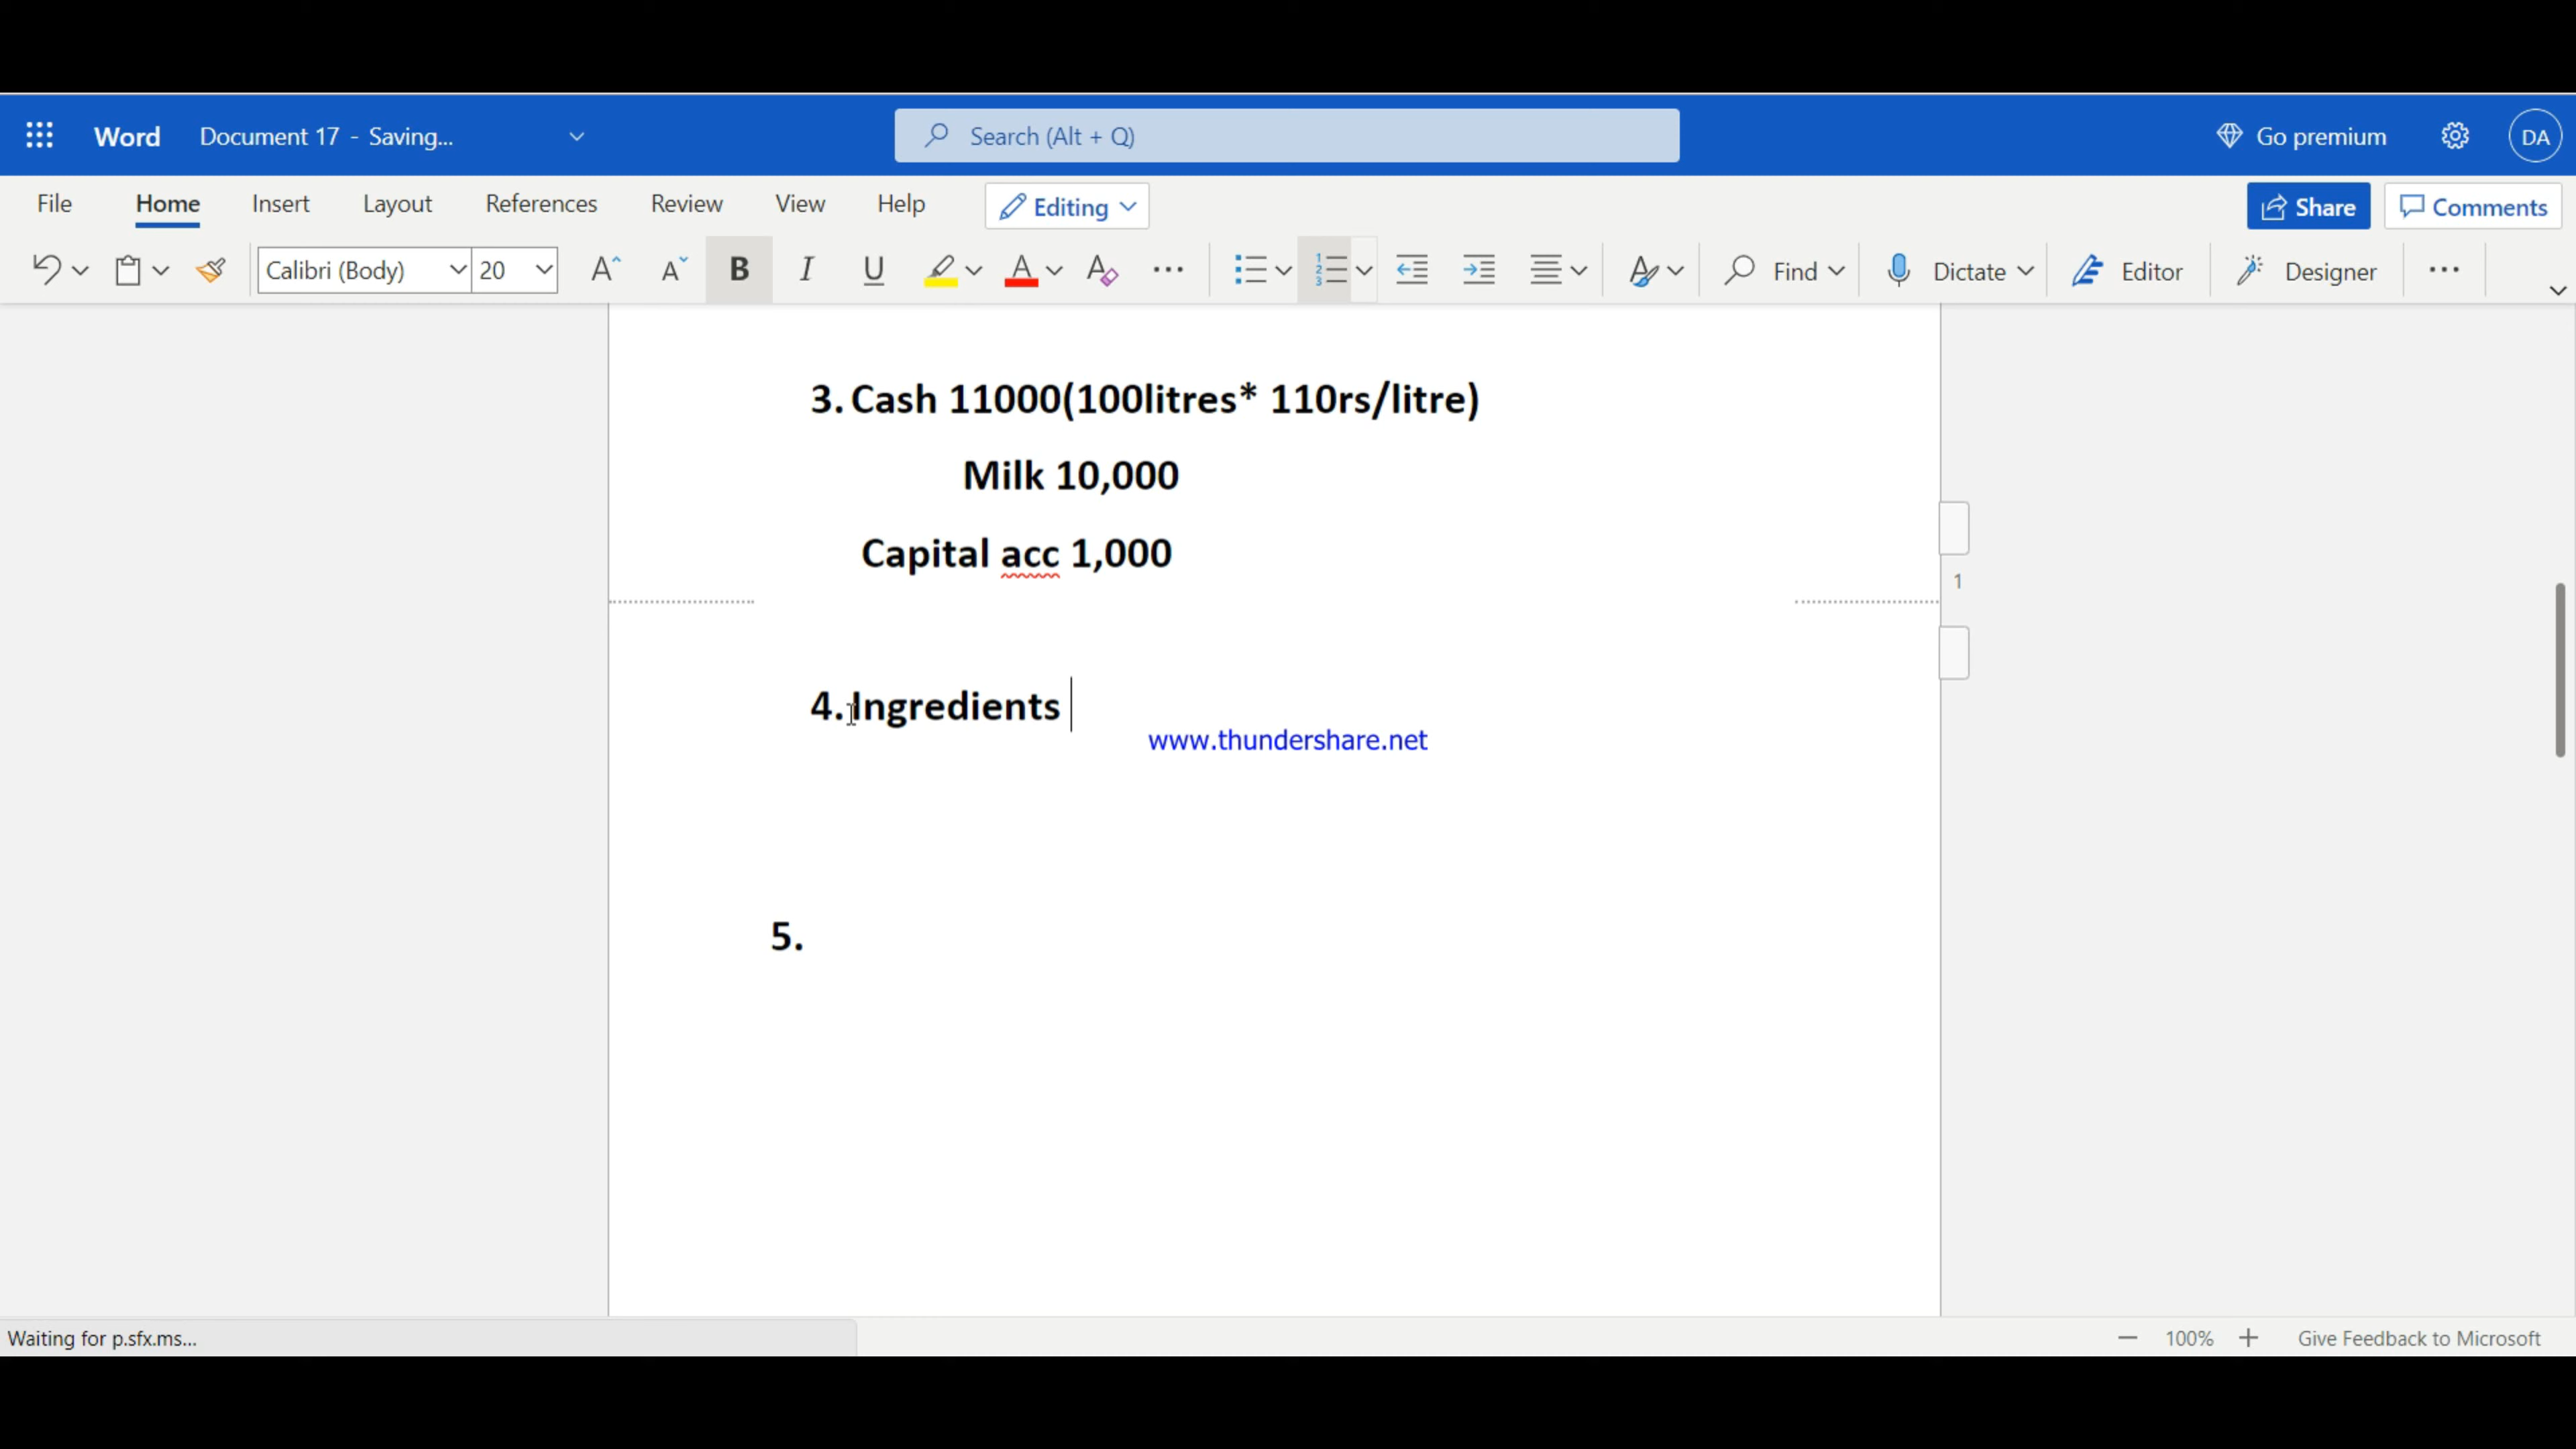 Word Document 17 - Saving... Search (Alt + Q) Go premium DA
File Home Insert Layout References Review View Help Editing Share Comments
Calibri (Body) 20 A A B I U A A Find Dictate Editor Designer
3. Cash 11000(100litres* 110rs/litre)
Milk 10,000
Capital acc 1,000
1
4. Ingredients
www.thundershare.net
5.
Waiting for p.sfx.ms... 100% Give Feedback to Microsoft